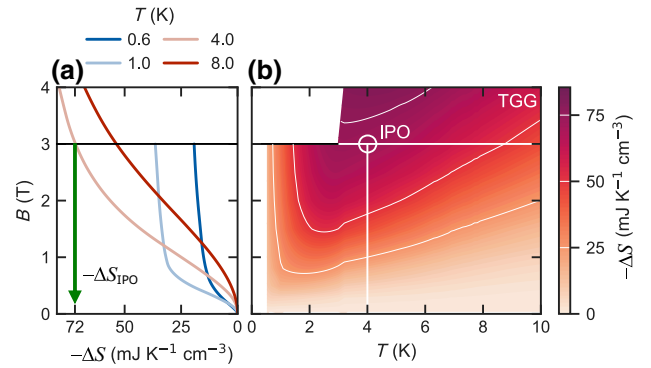 T (K)
0.6 4.0
1.0 8.0
(a) (b)
4
3
2
1
0
B (T)
−ΔS_IPO
72 50 25 0
−ΔS (mJ K⁻¹ cm⁻³)
TGG
IPO
0 2 4 6 8 10
T (K)
75
50
25
0
−ΔS (mJ K⁻¹ cm⁻³)